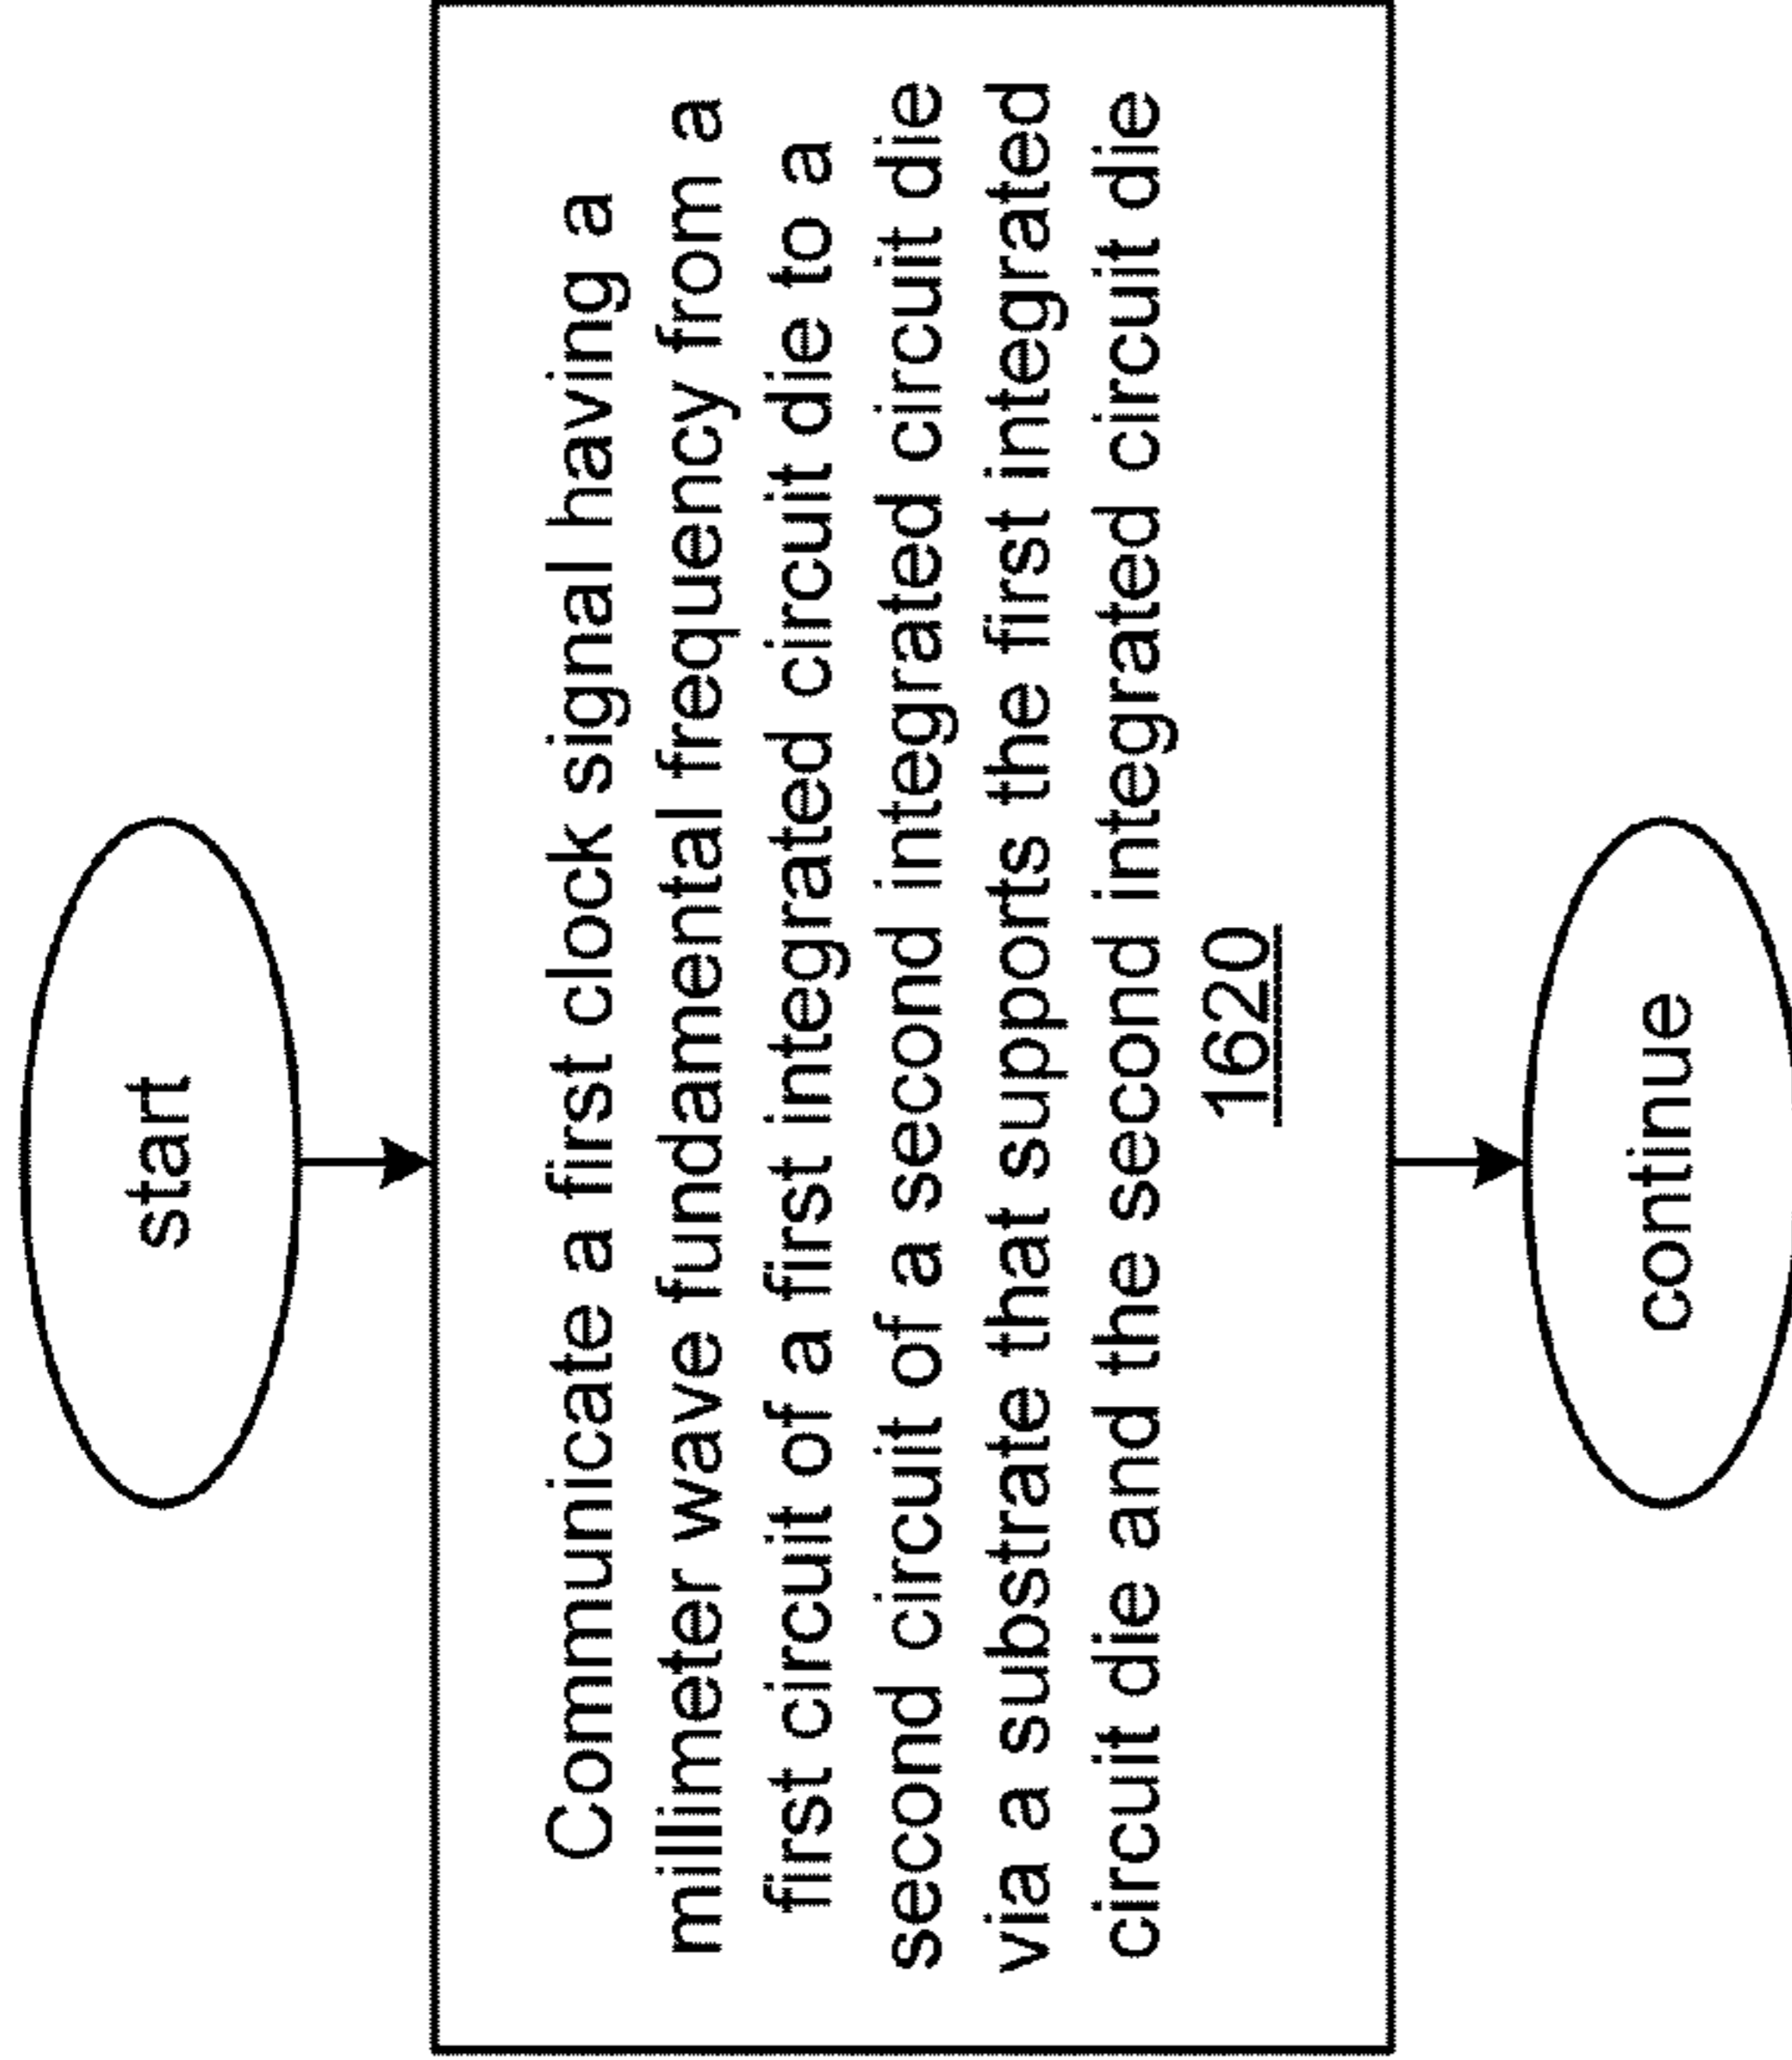 start
Communicate a first clock signal having a
millimeter wave fundamental frequency from a
first circuit of a first integrated circuit die to a
second circuit of a second integrated circuit die
via a substrate that supports the first integrated
circuit die and the second integrated circuit die
1620
continue